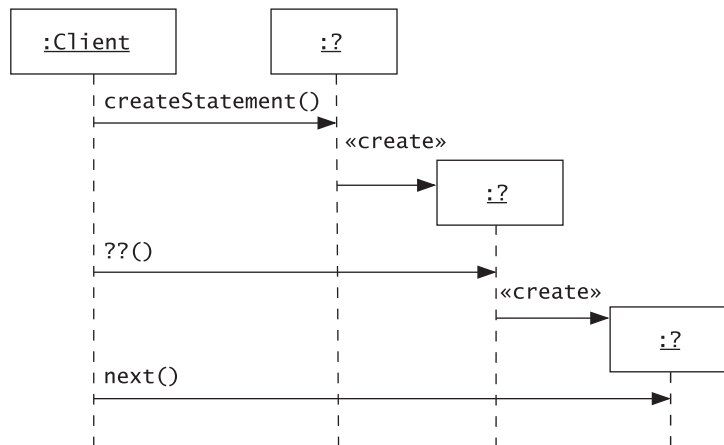 :Client
:?
createStatement()
«create»
:?
??()
«create»
:?
next()